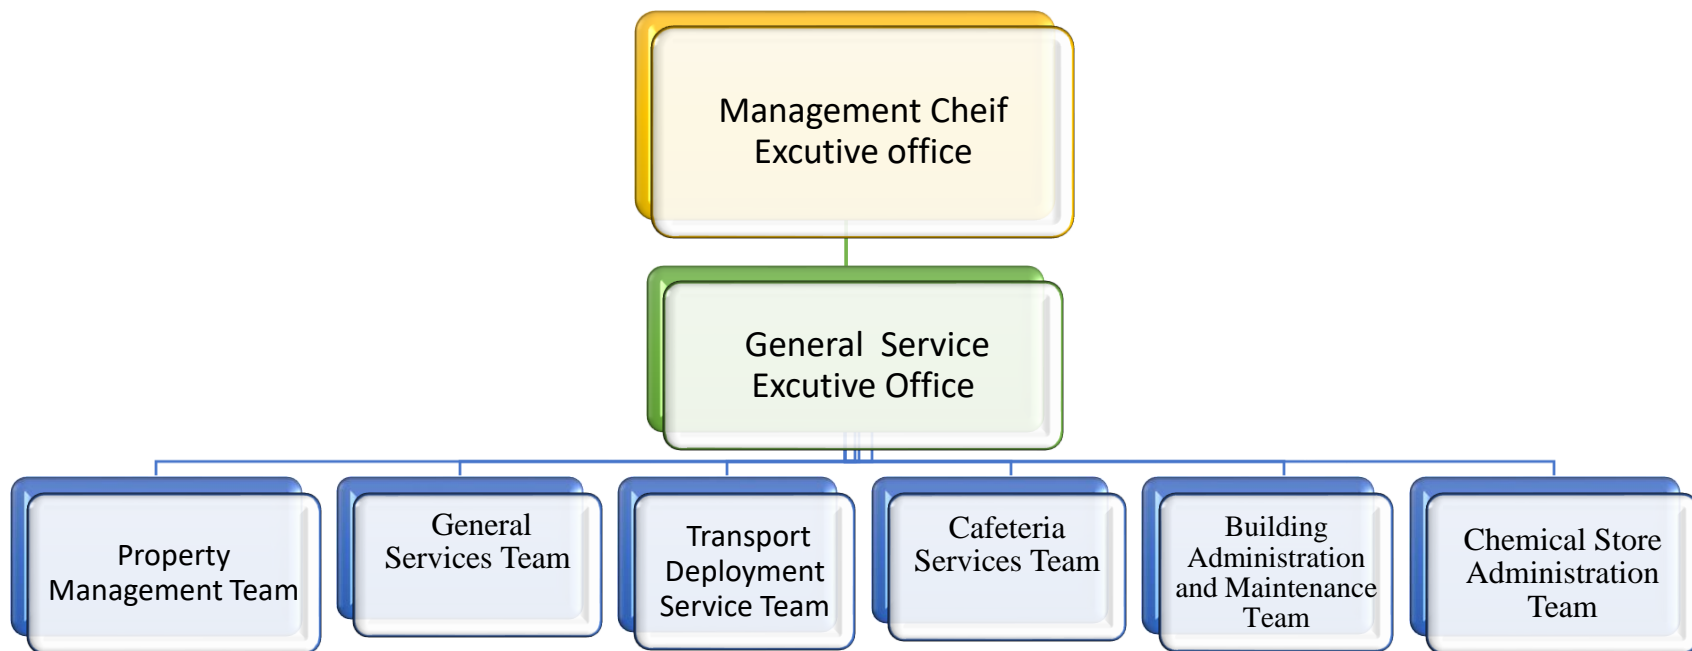 Management Cheif
Excutive office
General  Service
Excutive Office
Property
Management Team
General
Services Team
Transport
Deployment
Service Team
Cafeteria
Services Team
Building
Administration
and Maintenance
Team
Chemical Store
Administration
Team